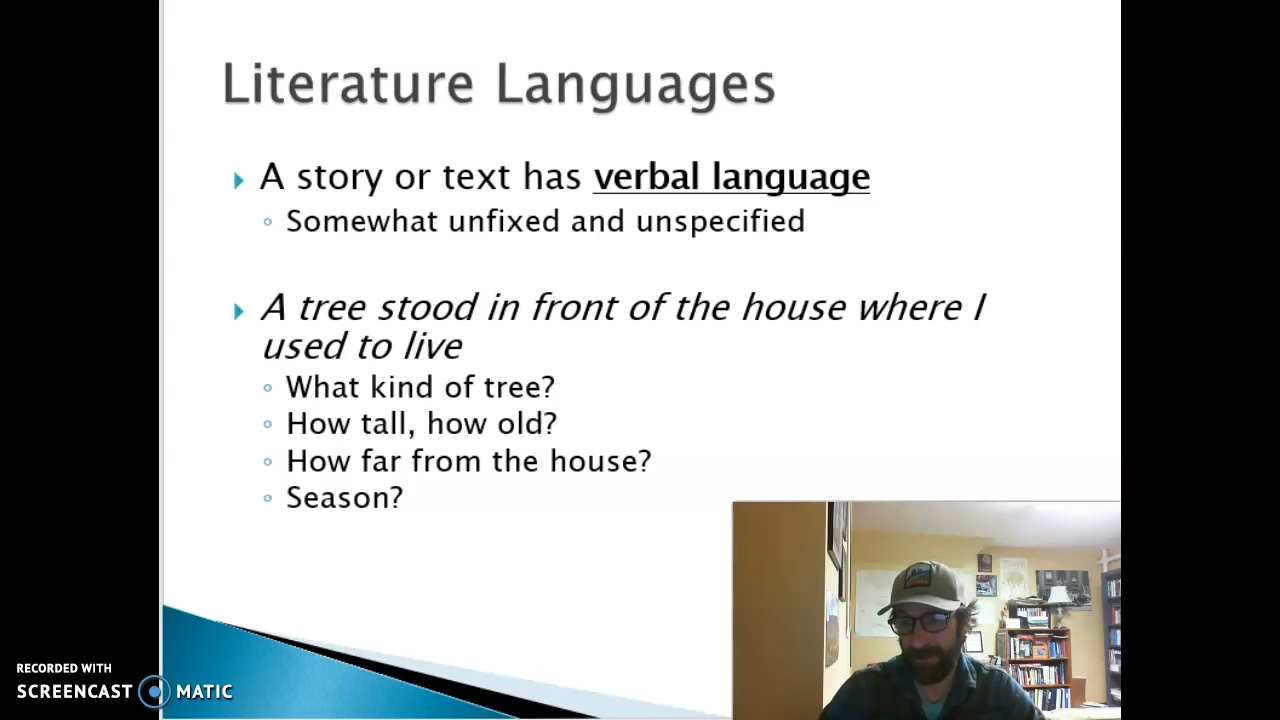 Literature Languages
A story or text has verbal language
Somewhat unfixed and unspecified
A tree stood in front of the house where I
used to live
What kind of tree?
How tall, how old?
How far from the house?
Season?
RECORDED WITH
SCREENCAST MATIC